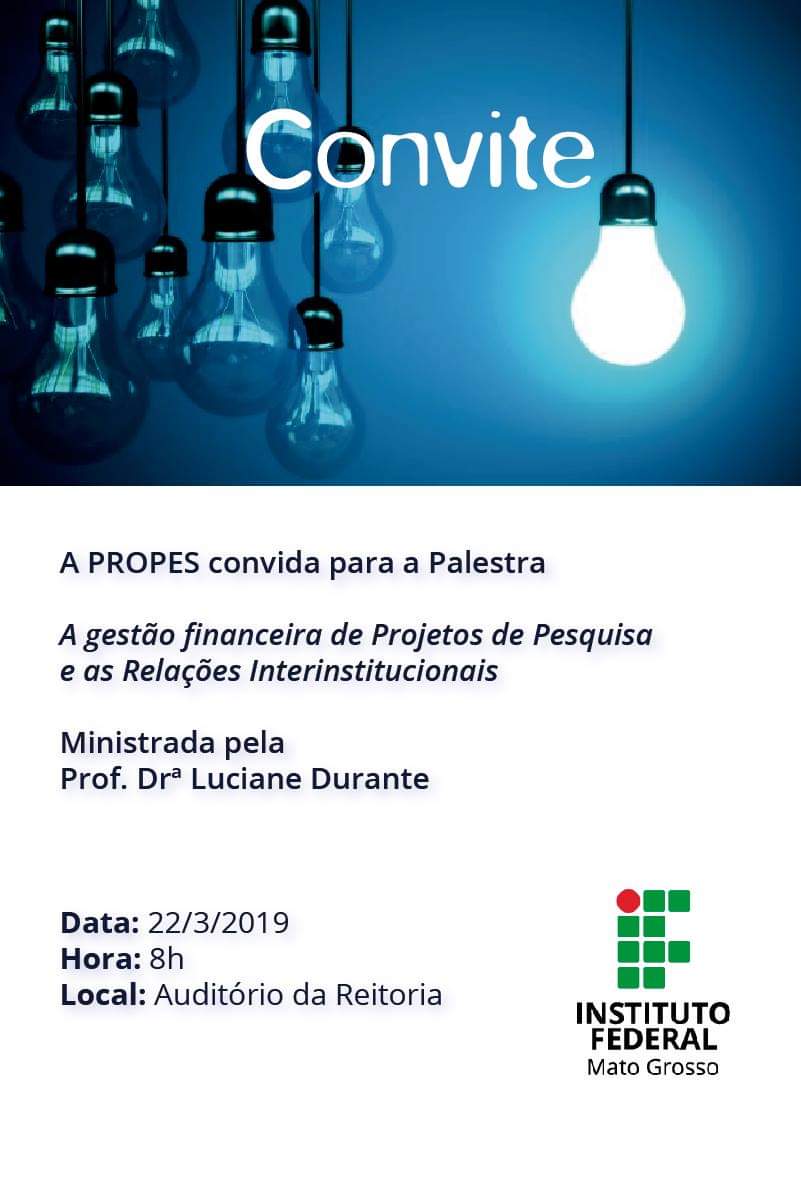 Convite
A PROPES convida para a Palestra
A gestão financeira de Projetos de Pesquisa
e as Relações Interinstitucionais
Ministrada pela
Prof. Drª Luciane Durante
Data: 22/3/2019
Hora: 8h
Local: Auditório da Reitoria
INSTITUTO
FEDERAL
Mato Grosso